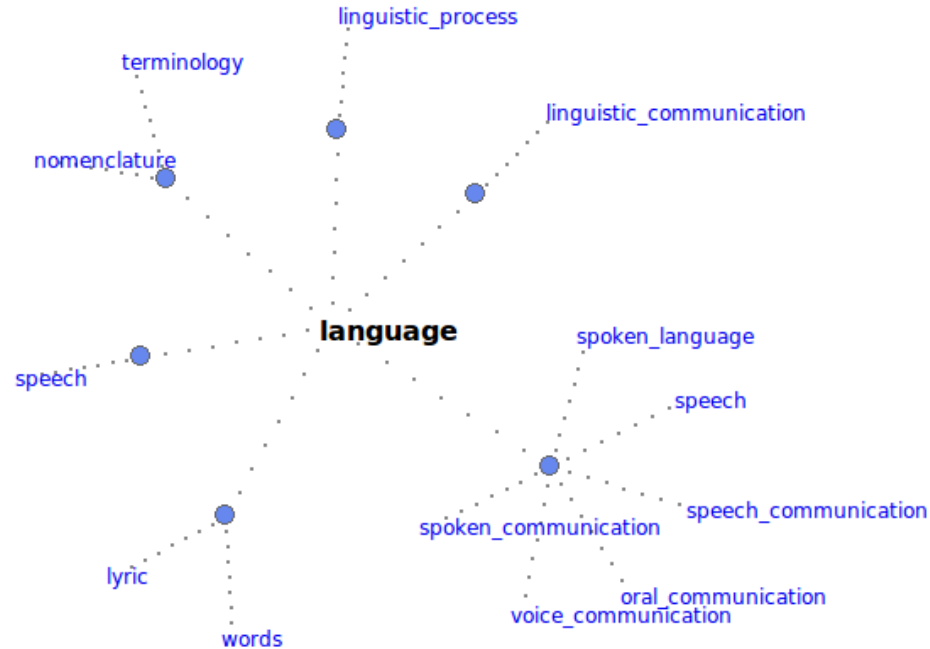 linguistic_process
terminology
linguistic_communication
nomenclature
language
spoken_language
speech
speech
speech_communication
spoken_communication
lyric
oral_communication
voice_communication
words